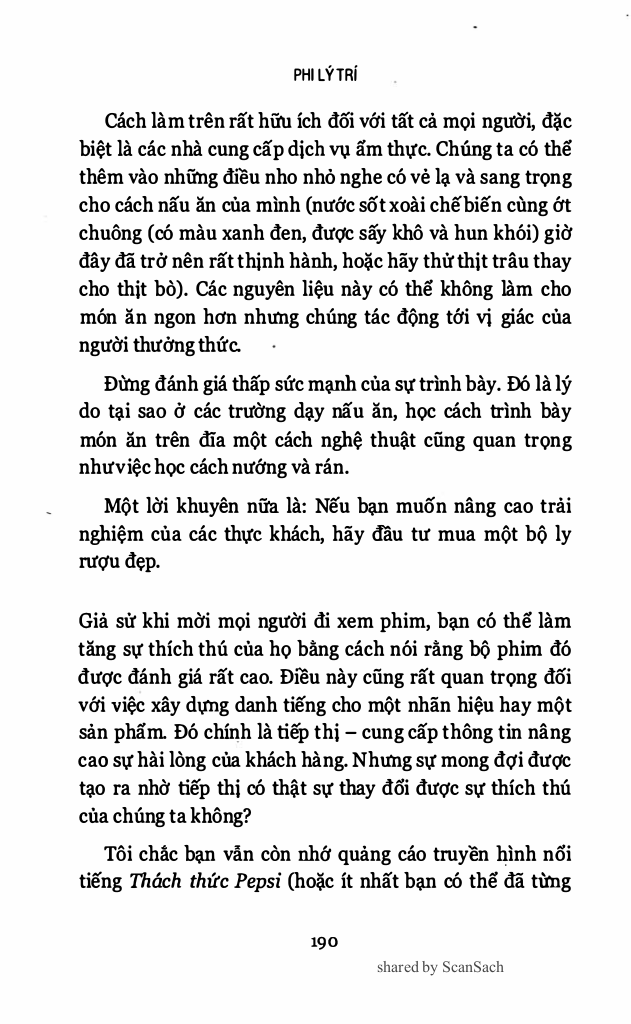 PHI LÝ TRÍ
Cách làm trên rất hữu ích đối với tất cả mọi người, đặc
biệt là các nhà cung cấp dịch vụ ẩm thực. Chúng ta có thể
thêm vào những điều nho nhỏ nghe có vẻ lạ và sang trọng
cho cách nấu ăn của mình (nước sốt xoài chế biến cùng ớt
chuông (có màu xanh đen, được sấy khô và hun khói) giờ
đây đã trở nên rất thịnh hành, hoặc hãy thử thịt trâu thay
cho thịt bò). Các nguyên liệu này có thể không làm cho
món ăn ngon hơn nhưng chúng tác động tới vị giác của
người thưởng thức.
Đừng đánh giá thấp sức mạnh của sự trình bày. Đó là lý
do tại sao ở các trường dạy nấu ăn, học cách trình bày
món ăn trên đĩa một cách nghệ thuật cũng quan trọng
như việc học cách nướng và rán.
Một lời khuyên nữa là: Nếu bạn muốn nâng cao trải
nghiệm của các thực khách, hãy đầu tư mua một bộ ly
rượu đẹp.
Giả sử khi mời mọi người đi xem phim, bạn có thể làm
tăng sự thích thú của họ bằng cách nói rằng bộ phim đó
được đánh giá rất cao. Điều này cũng rất quan trọng đối
với việc xây dựng danh tiếng cho một nhãn hiệu hay một
sản phẩm. Đó chính là tiếp thị – cung cấp thông tin nâng
cao sự hài lòng của khách hàng. Nhưng sự mong đợi được
tạo ra nhờ tiếp thị có thật sự thay đổi được sự thích thú
của chúng ta không?
Tôi chắc bạn vẫn còn nhớ quảng cáo truyền hình nổi
tiếng Thách thức Pepsi (hoặc ít nhất bạn có thể đã từng
190
shared by ScanSach